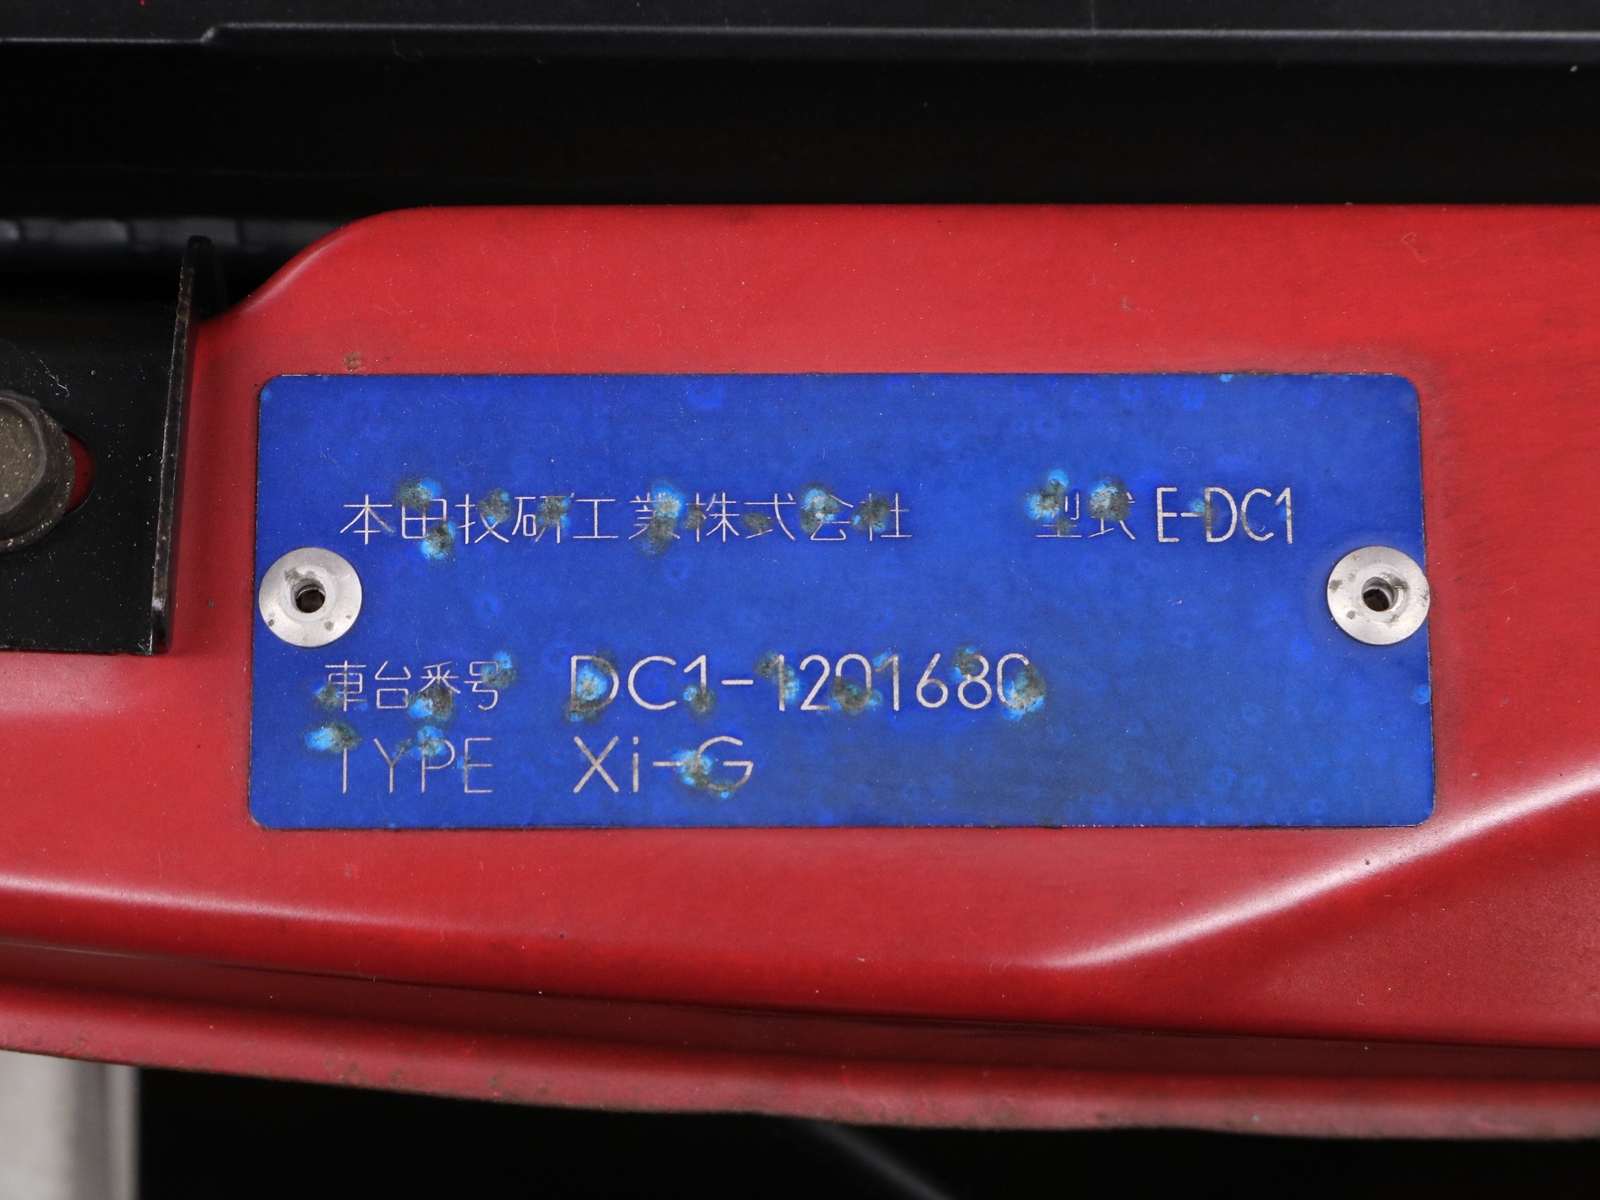 本田技研工業株式会社 型式 E-DC1
車台番号 DC1-1201680
TYPE Xi-G